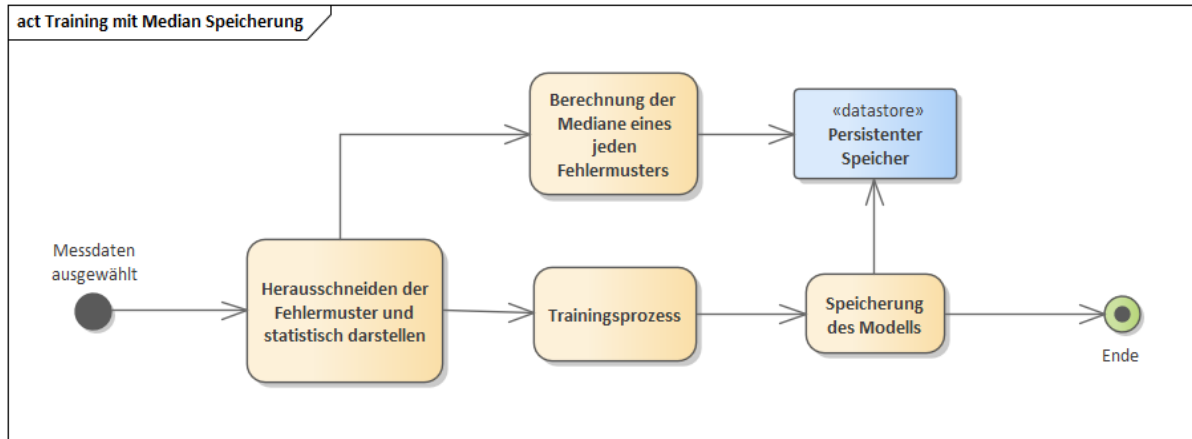 act Training mit Median Speicherung
Berechnung der
Mediane eines
jeden
Fehlermusters
«datastore»
Persistenter
Speicher
Messdaten
ausgewählt
Herausschneiden der
Fehlermuster und
statistisch darstellen
Trainingsprozess
Speicherung
des Modells
Ende